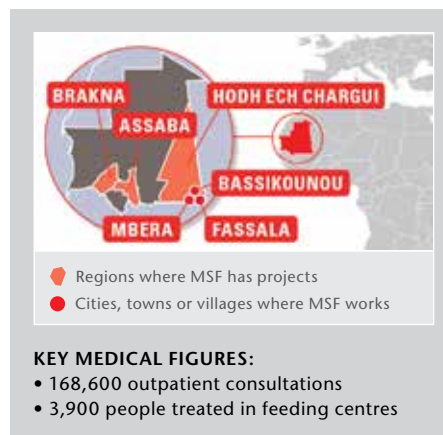 BRAKNA
HODH ECH CHARGUI
ASSABA
BASSIKOUNOU
MBERA
FASSALA
Regions where MSF has projects
Cities, towns or villages where MSF works
KEY MEDICAL FIGURES:
• 168,600 outpatient consultations
• 3,900 people treated in feeding centres